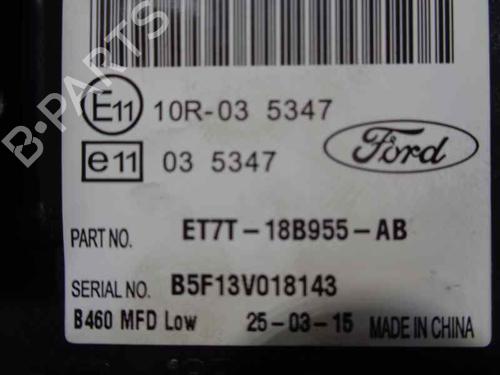 B-PARTS
E11 10R-03 5347
e11 03 5347
Ford
PART NO. ET7T-18B955-AB
SERIAL NO. B5F13V018143
B460 MFD Low 25-03-15 MADE IN CHINA